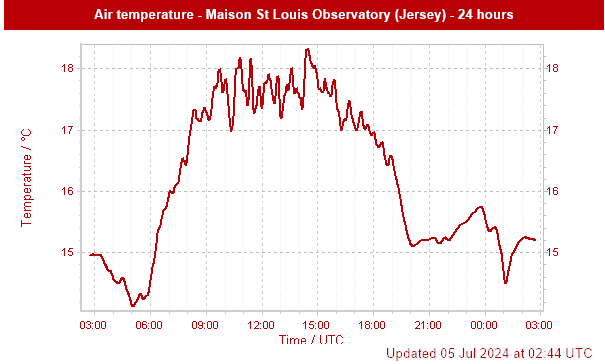 Air temperature - Maison St Louis Observatory (Jersey) - 24 hours
Temperature / °C
18 18
17 17
16 16
15 15
03:00 06:00 09:00 12:00 15:00 18:00 21:00 00:00 03:00
Time / UTC
Updated 05 Jul 2024 at 02:44 UTC